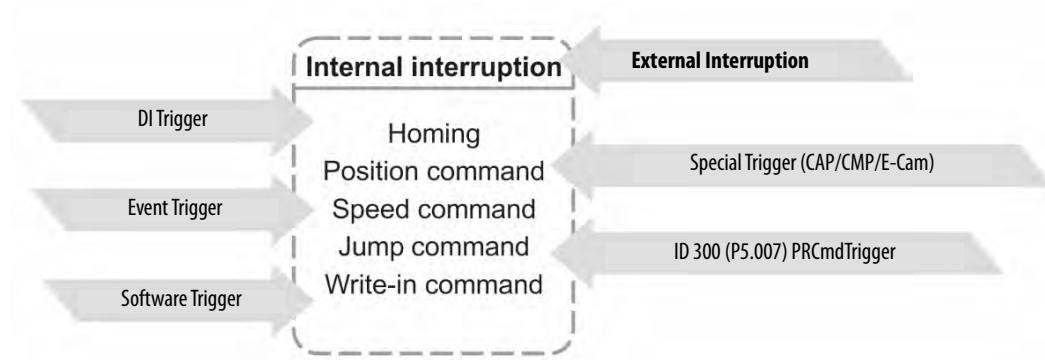 Internal interruption
External Interruption
DI Trigger
Homing
Position command
Special Trigger (CAP/CMP/E-Cam)
Event Trigger
Speed command
Jump command
ID 300 (P5.007) PRCmdTrigger
Write-in command
Software Trigger